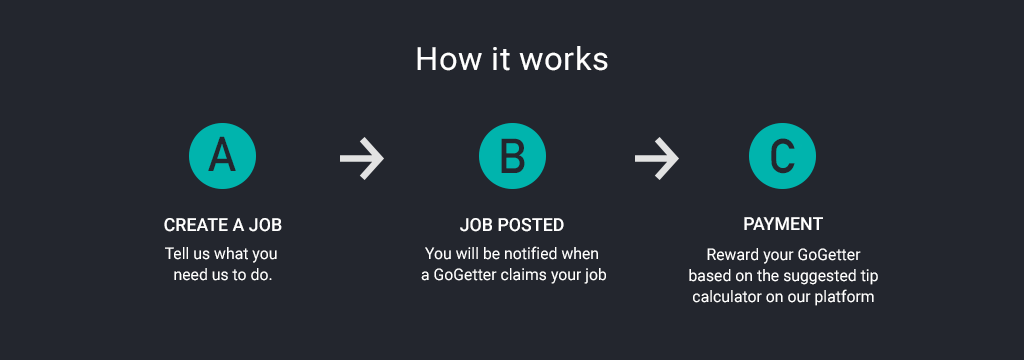 How it works
A
B
C
CREATE A JOB
Tell us what you
need us to do.
JOB POSTED
You will be notified when
a GoGetter claims your job
PAYMENT
Reward your GoGetter
based on the suggested tip
calculator on our platform